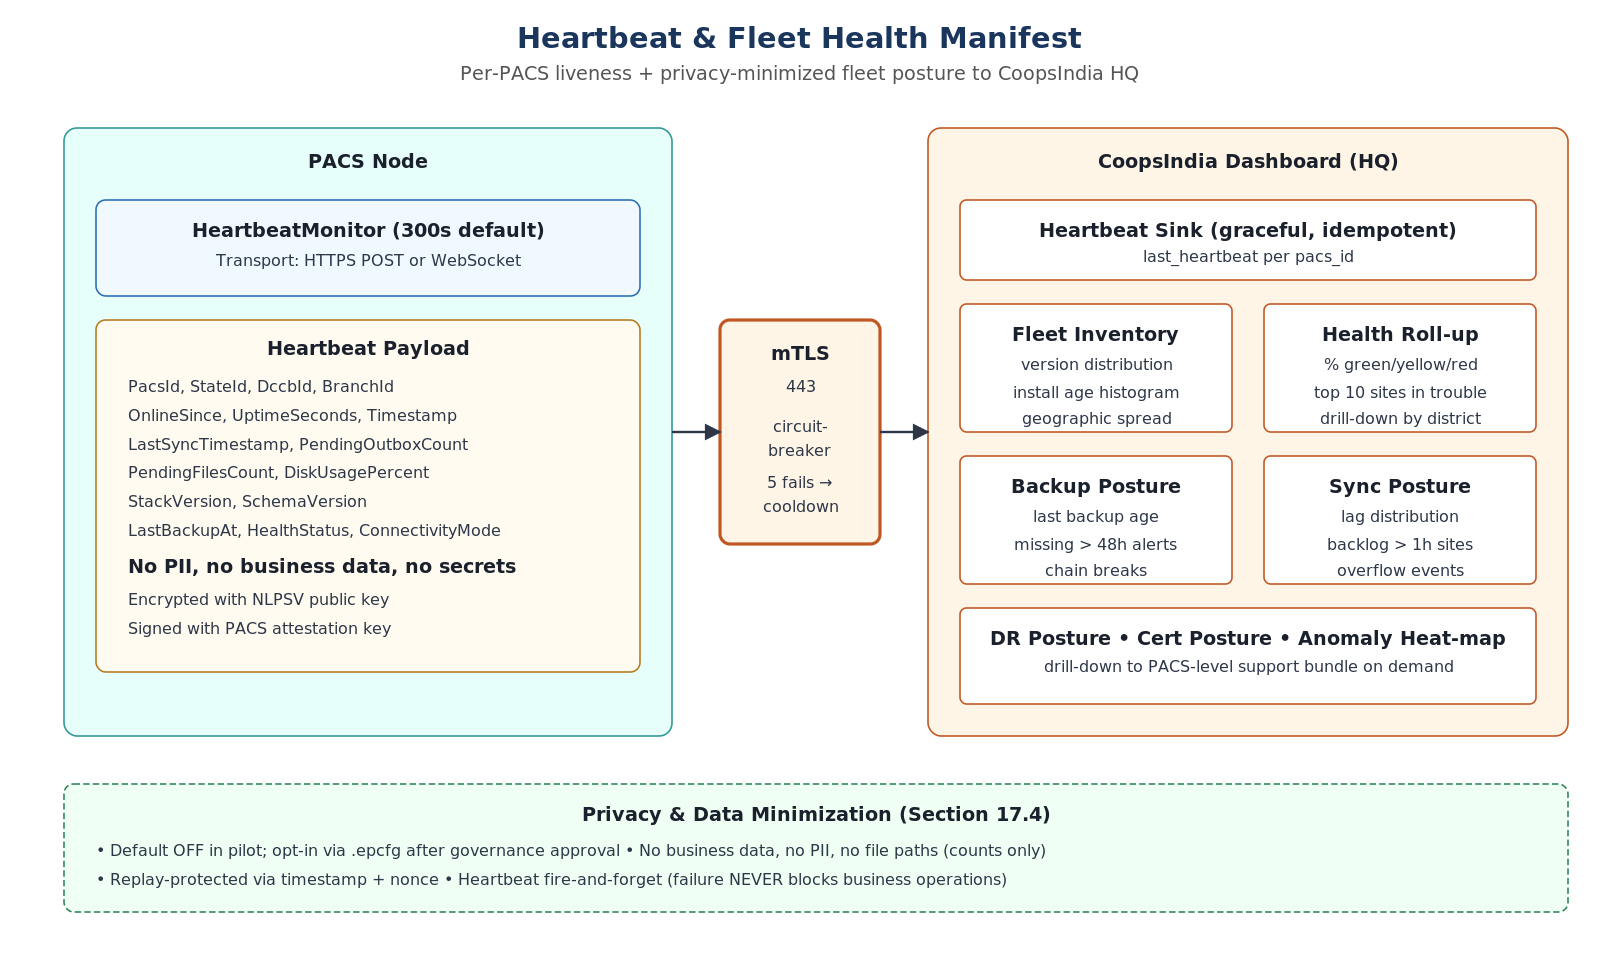 Heartbeat & Fleet Health Manifest
Per-PACS liveness + privacy-minimized fleet posture to CoopsIndia HQ
PACS Node
HeartbeatMonitor (300s default)
Transport: HTTPS POST or WebSocket
Heartbeat Payload
PacsId, StateId, DccbId, BranchId
OnlineSince, UptimeSeconds, Timestamp
LastSyncTimestamp, PendingOutboxCount
PendingFilesCount, DiskUsagePercent
StackVersion, SchemaVersion
LastBackupAt, HealthStatus, ConnectivityMode
No PII, no business data, no secrets
Encrypted with NLPSV public key
Signed with PACS attestation key
mTLS
443
circuit-
breaker
5 fails →
cooldown
CoopsIndia Dashboard (HQ)
Heartbeat Sink (graceful, idempotent)
last_heartbeat per pacs_id
Fleet Inventory
version distribution
install age histogram
geographic spread
Health Roll-up
% green/yellow/red
top 10 sites in trouble
drill-down by district
Backup Posture
last backup age
missing > 48h alerts
chain breaks
Sync Posture
lag distribution
backlog > 1h sites
overflow events
DR Posture • Cert Posture • Anomaly Heat-map
drill-down to PACS-level support bundle on demand
Privacy & Data Minimization (Section 17.4)
• Default OFF in pilot; opt-in via .epcfg after governance approval • No business data, no PII, no file paths (counts only)
• Replay-protected via timestamp + nonce • Heartbeat fire-and-forget (failure NEVER blocks business operations)